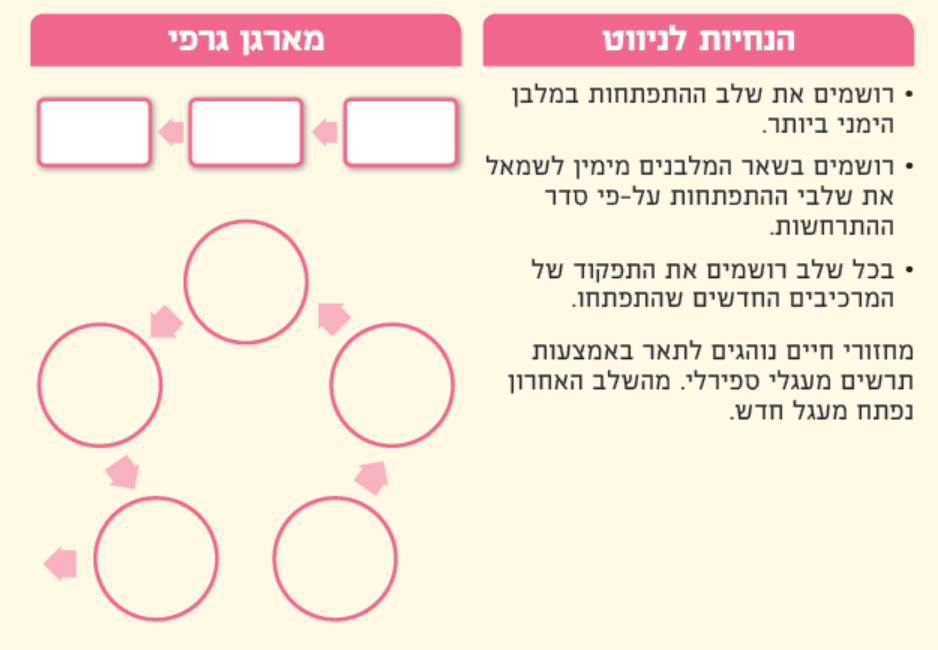 הנחיות לניווט
מארגן גרפי
• רושמים את שלב ההתפתחות במלבן
הימני ביותר.
• רושמים בשאר המלבנים מימין לשמאל
את שלבי ההתפתחות על-פי סדר
ההתרחשות.
• בכל שלב רושמים את התפקוד של
המרכיבים החדשים שהתפתחו.
מחזורי חיים נוהגים לתאר באמצעות
תרשים מעגלי ספירלי. מהשלב האחרון
נפתח מעגל חדש.